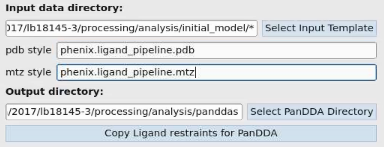 Input data directory:
017/lb18145-3/processing/analysis/initial_model/* Select Input Template
pdb style phenix.ligand_pipeline.pdb
mtz style phenix.ligand_pipeline.mtz
Output directory:
/2017/lb18145-3/processing/analysis/panddas Select PanDDA Directory
Copy Ligand restraints for PanDDA